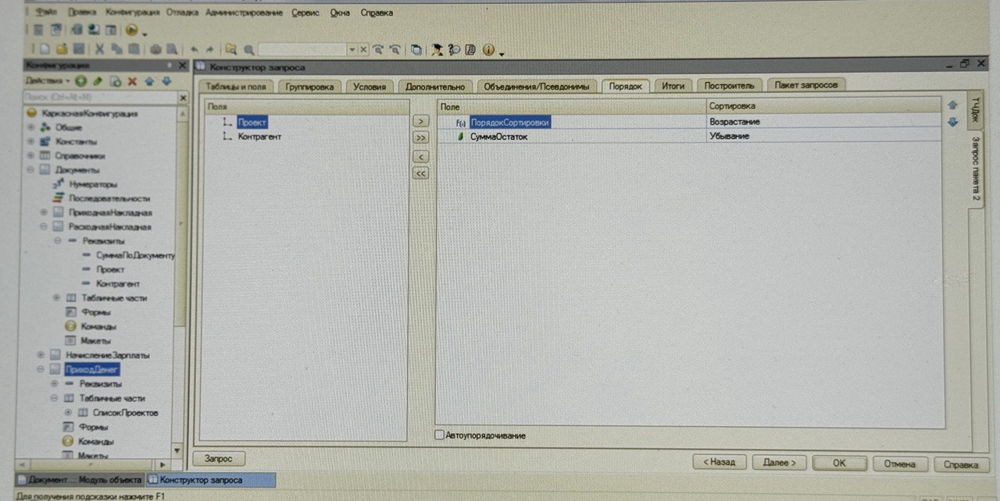 Файл Правка Конфигурация Отладка Администрирование Сервис Окна Справка
Конфигурация
Конструктор запроса
Действия
Таблицы и поля Группировка Условия Дополнительно Объединения/Псевдонимы Порядок Итоги Построитель Пакет запросов
Поиск (Ctrl+Alt+M)
КаркаснаяКонфигурация
Общие
Константы
Справочники
Документы
Нумераторы
Последовательности
ПриходнаяНакладная
РасходнаяНакладная
Реквизиты
СуммаПоДокументу
Проект
Контрагент
Табличные части
Формы
Команды
Макеты
НачислениеЗарплаты
ПриходДенег
Реквизиты
Табличные части
СписокПроектов
Формы
Команды
Макеты
Поля
Проект
Контрагент
>
>>
<
<<
Поле Сортировка
f(x) ПорядокСортировки Возрастание
СуммаОстаток Убывание
ТЧДок
Запрос пакета 2
Автоупорядочивание
Запрос
< Назад Далее > OK Отмена Справка
Документ...: Модуль объекта Конструктор запроса
Для получения подсказки нажмите F1